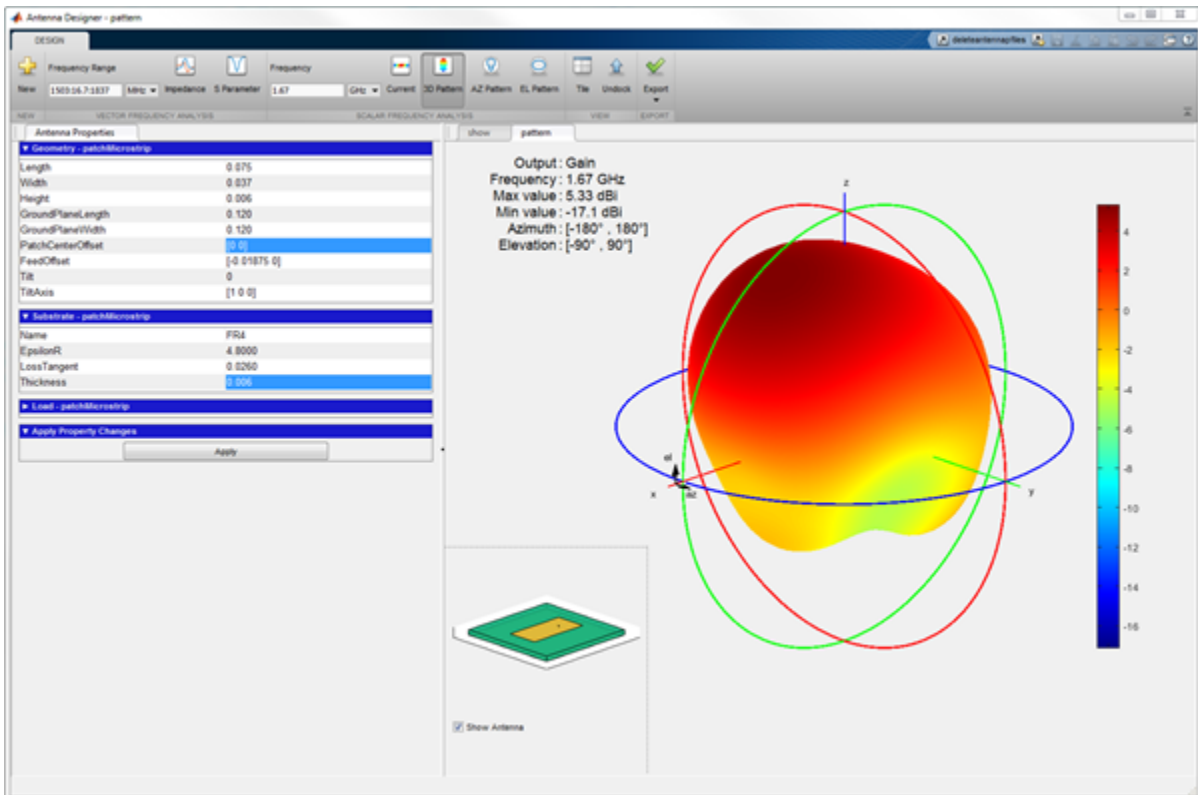 Antenna Designer - pattern
DESIGN
deleteantennapfiles
Frequency Range
Frequency
New 1503:16.7:1837 MHz Impedance S Parameter 1.67 GHz Current 3D Pattern AZ Pattern EL Pattern Tile Undock Export
NEW VECTOR FREQUENCY ANALYSIS SCALAR FREQUENCY ANALYSIS VIEW EXPORT
Antenna Properties
Geometry - patchMicrostrip
Length 0.075
Width 0.037
Height 0.006
GroundPlaneLength 0.120
GroundPlaneWidth 0.120
PatchCenterOffset [0 0]
FeedOffset [-0.01875 0]
Tilt 0
TiltAxis [1 0 0]
Substrate - patchMicrostrip
Name FR4
EpsilonR 4.8000
LossTangent 0.0260
Thickness 0.006
Load - patchMicrostrip
Apply Property Changes
Apply
show pattern
Output : Gain
Frequency : 1.67 GHz
Max value : 5.33 dBi
Min value : -17.1 dBi
Azimuth : [-180° , 180°]
Elevation : [-90° , 90°]
z
el
x
az
y
4
2
0
-2
-4
-6
-8
-10
-12
-14
-16
Show Antenna